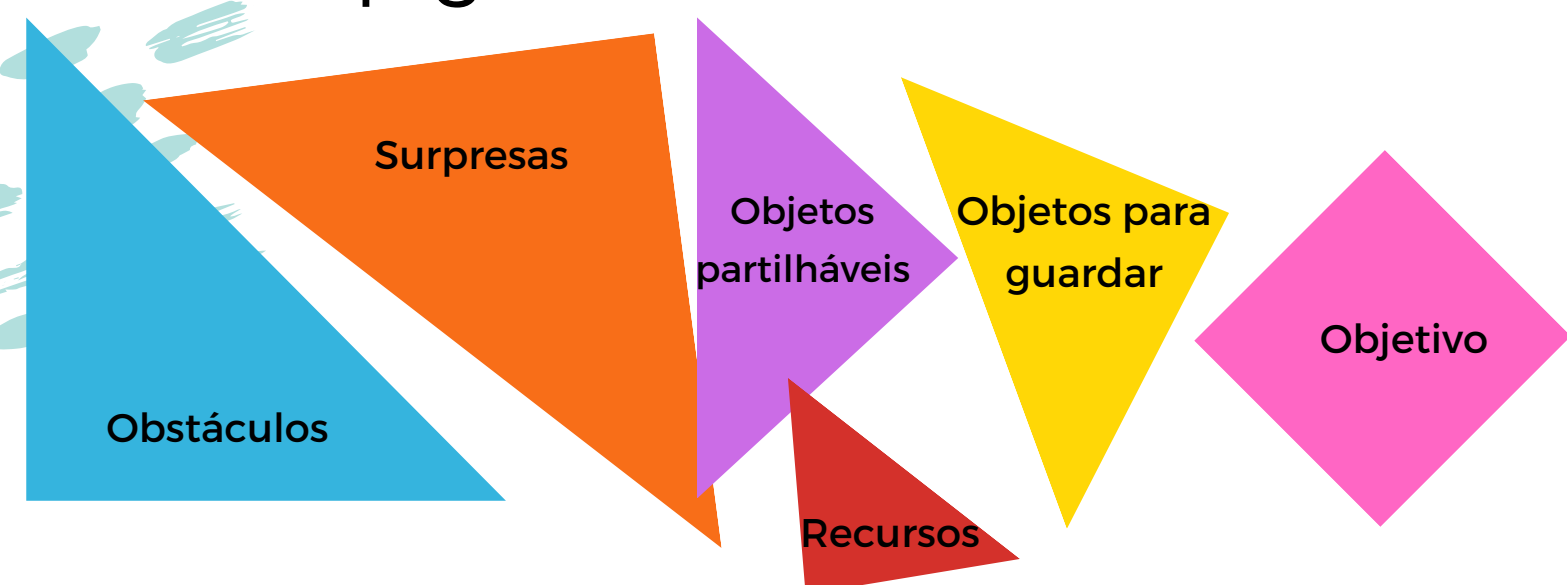 Surpresas
Objetos
partilháveis
Objetos para
guardar
Objetivo
Obstáculos
Recursos